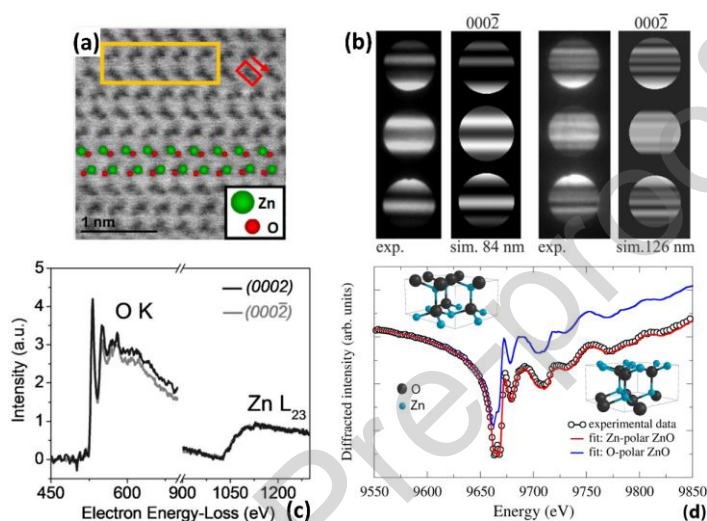 (a)
1 nm
Zn
O
(b)
0002̅
0002̅
exp.
sim. 84 nm
exp.
sim.126 nm
5
4
3
2
1
0
Intensity (a.u.)
O K
(0002)
(0002̅)
Zn L23
450
600
900
1050
1200
Electron Energy-Loss (eV)
(c)
Diffracted intensity (arb. units)
O
Zn
experimental data
fit: Zn-polar ZnO
fit: O-polar ZnO
9550
9600
9650
9700
9750
9800
9850
Energy (eV)
(d)
Pre-proo